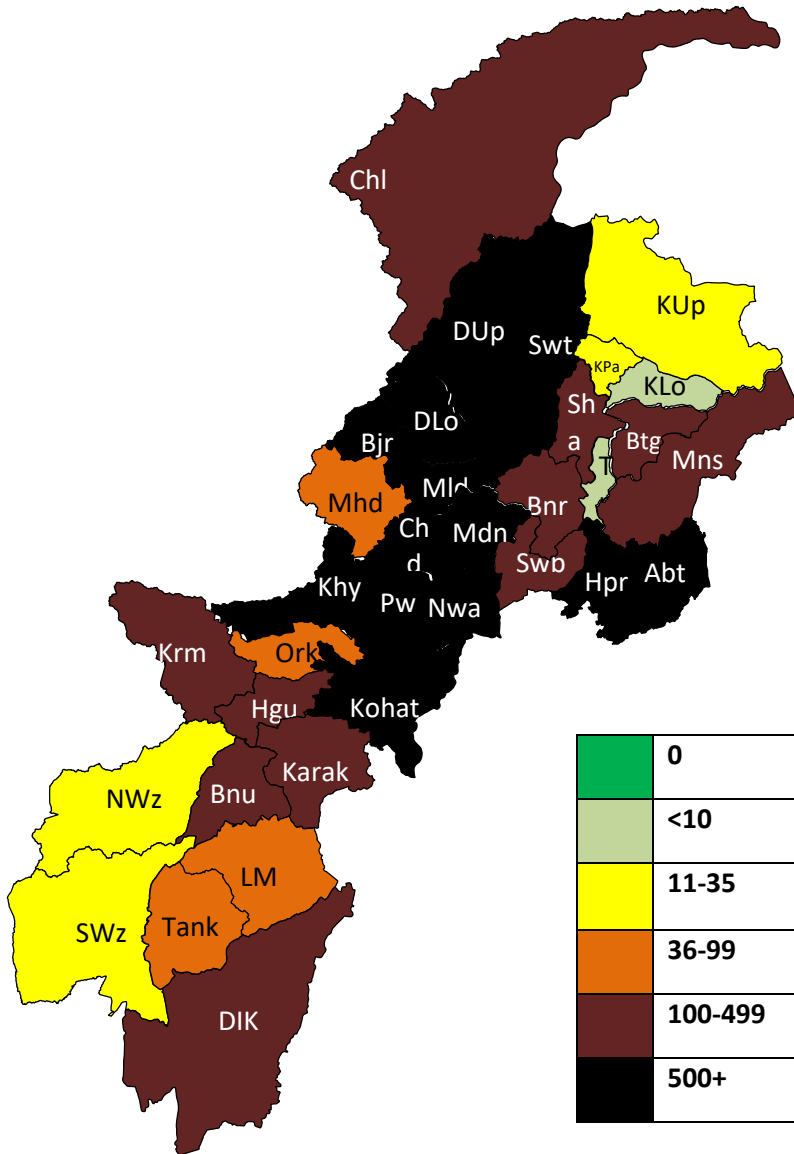 Chl
KUp
DUp
Swt
KPa
KLo
DLo
Sh
a
Bjr
Btg
T
Mns
Mld
Mhd
Bnr
Ch
d
Mdn
Swb
Khy
Hpr
Abt
Pw
Nwa
Krm
Ork
Hgu
Kohat
Karak
NWz
Bnu
LM
Tank
SWz
DIK
0
<10
11-35
36-99
100-499
500+